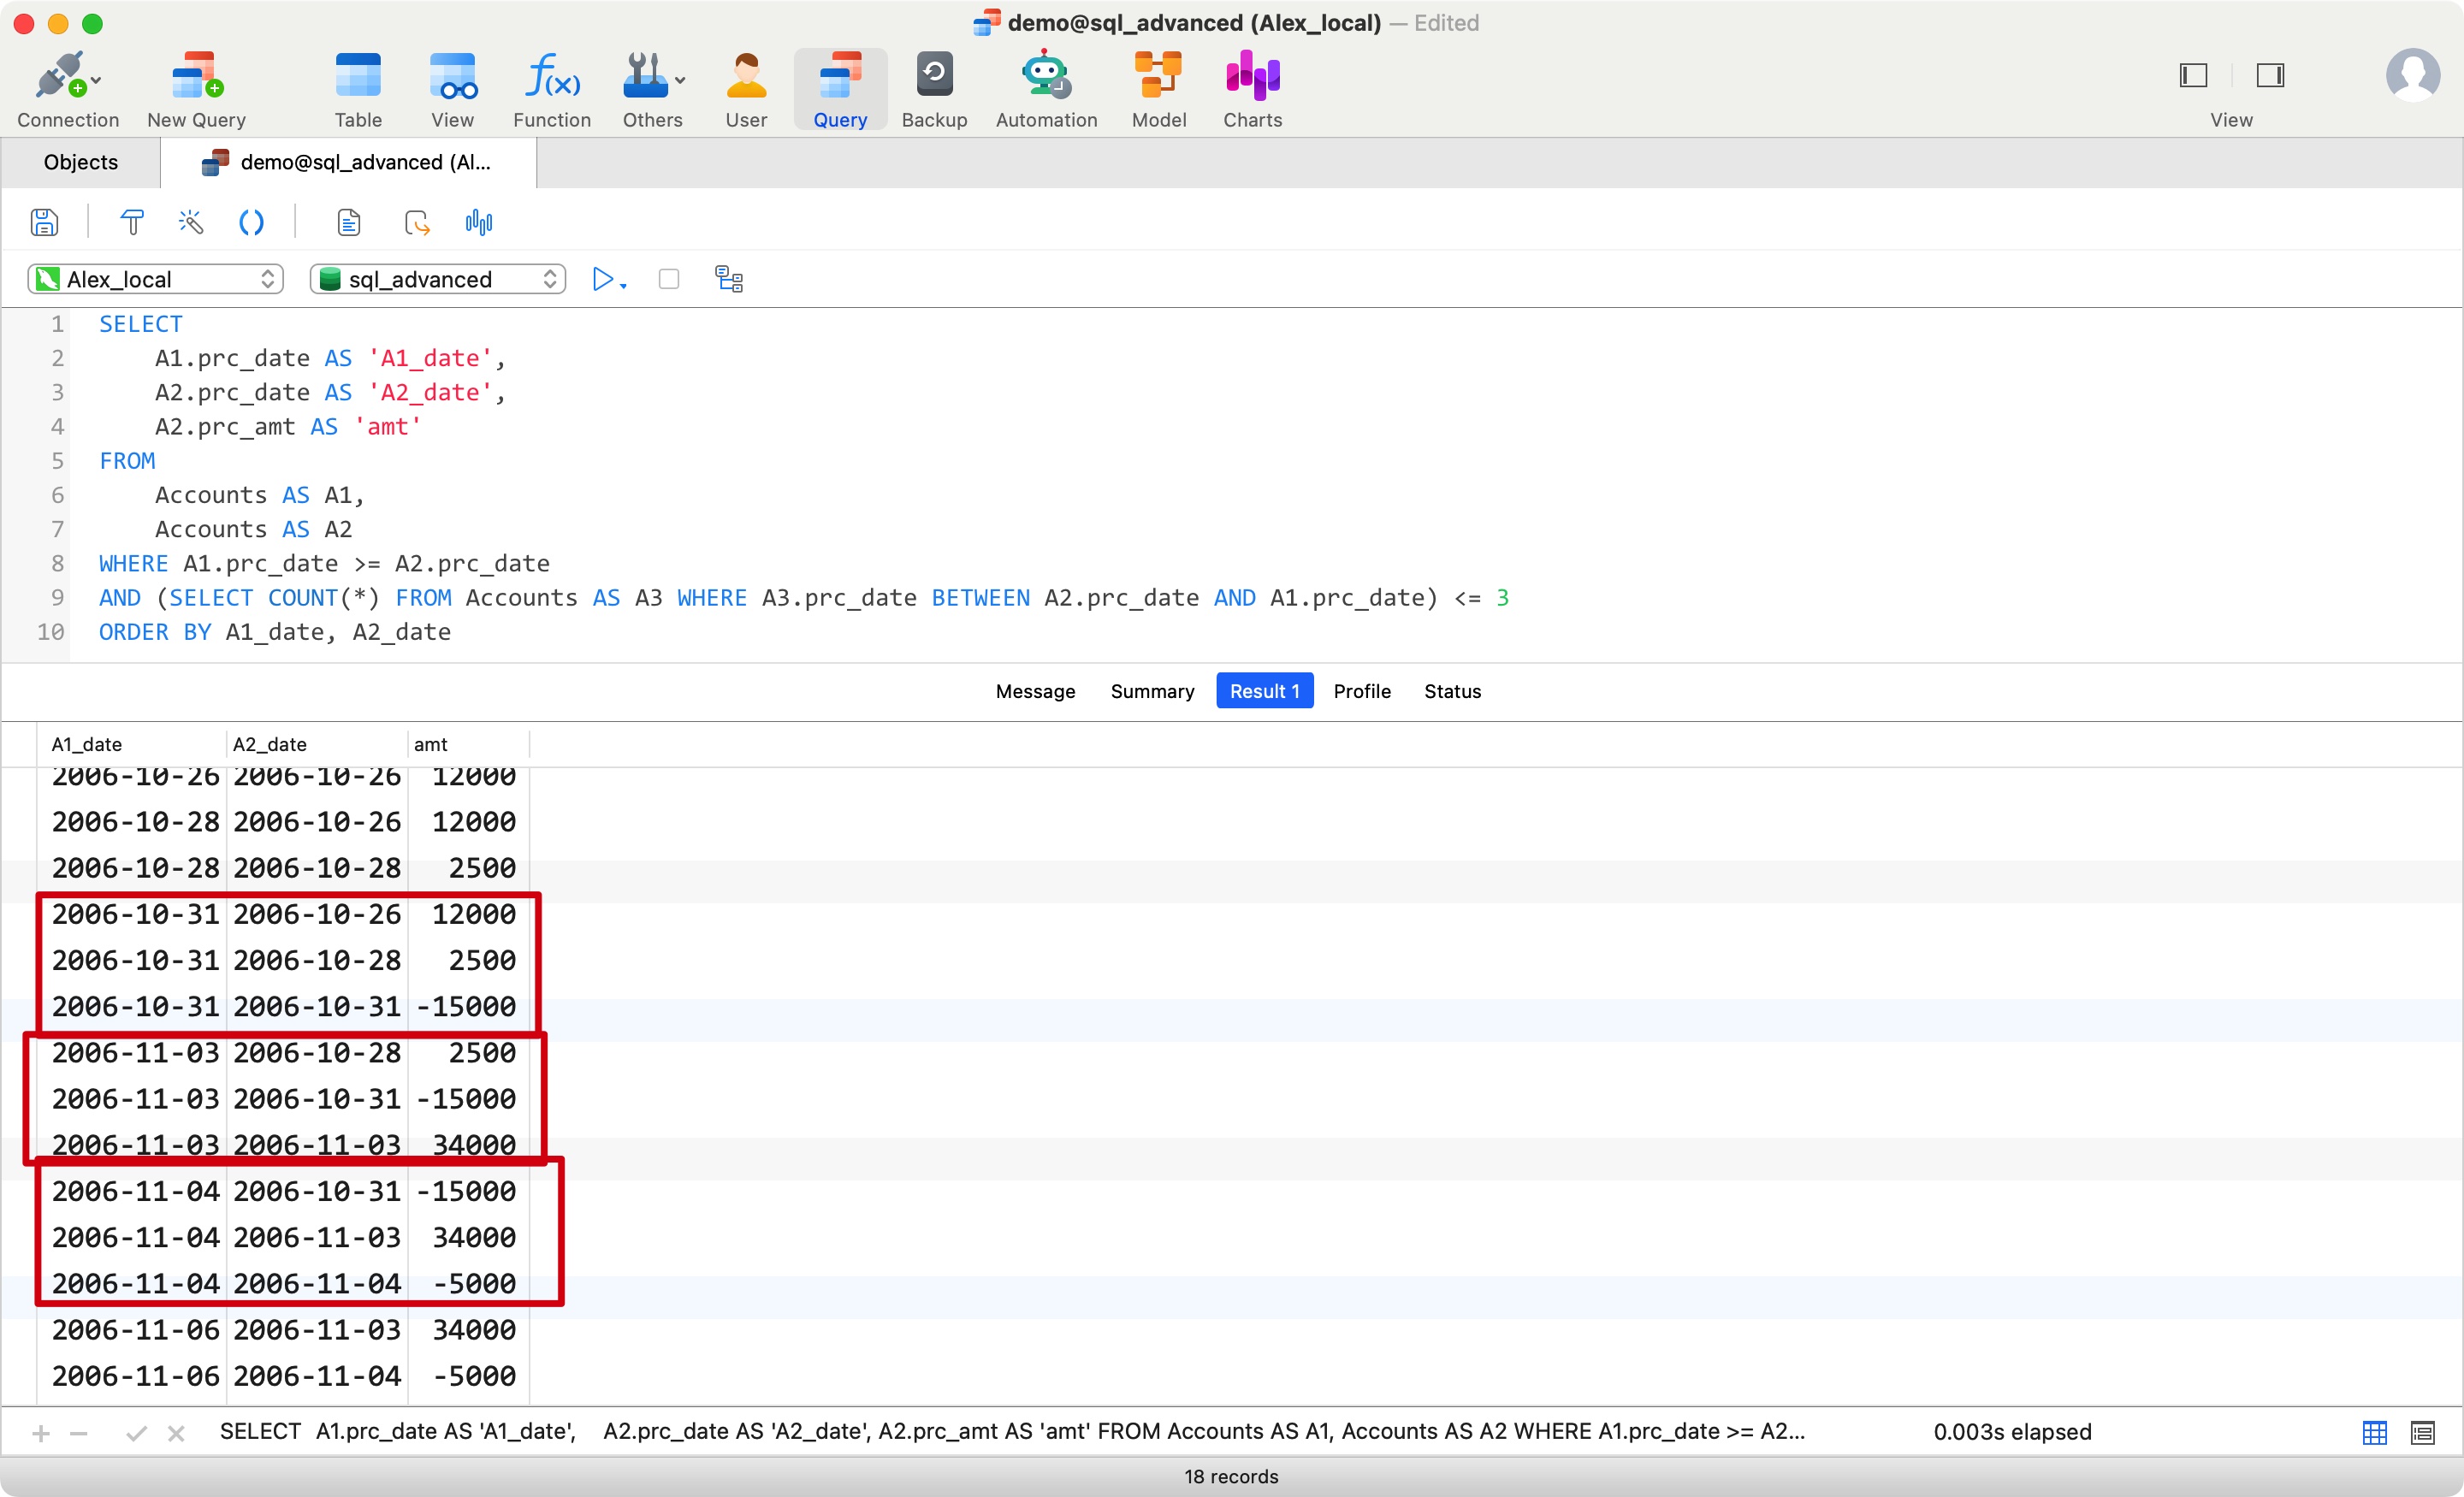 demo@sql_advanced (Alex_local) — Edited
Connection New Query Table View Function Others User Query Backup Automation Model Charts View
Objects demo@sql_advanced (Al...
Alex_local sql_advanced
1 SELECT
2 A1.prc_date AS 'A1_date',
3 A2.prc_date AS 'A2_date',
4 A2.prc_amt AS 'amt'
5 FROM
6 Accounts AS A1,
7 Accounts AS A2
8 WHERE A1.prc_date >= A2.prc_date
9 AND (SELECT COUNT(*) FROM Accounts AS A3 WHERE A3.prc_date BETWEEN A2.prc_date AND A1.prc_date) <= 3
10 ORDER BY A1_date, A2_date
Message Summary Result 1 Profile Status
A1_date A2_date amt
2006-10-26 2006-10-26 12000
2006-10-28 2006-10-26 12000
2006-10-28 2006-10-28 2500
2006-10-31 2006-10-26 12000
2006-10-31 2006-10-28 2500
2006-10-31 2006-10-31 -15000
2006-11-03 2006-10-28 2500
2006-11-03 2006-10-31 -15000
2006-11-03 2006-11-03 34000
2006-11-04 2006-10-31 -15000
2006-11-04 2006-11-03 34000
2006-11-04 2006-11-04 -5000
2006-11-06 2006-11-03 34000
2006-11-06 2006-11-04 -5000
SELECT A1.prc_date AS 'A1_date', A2.prc_date AS 'A2_date', A2.prc_amt AS 'amt' FROM Accounts AS A1, Accounts AS A2 WHERE A1.prc_date >= A2... 0.003s elapsed
18 records